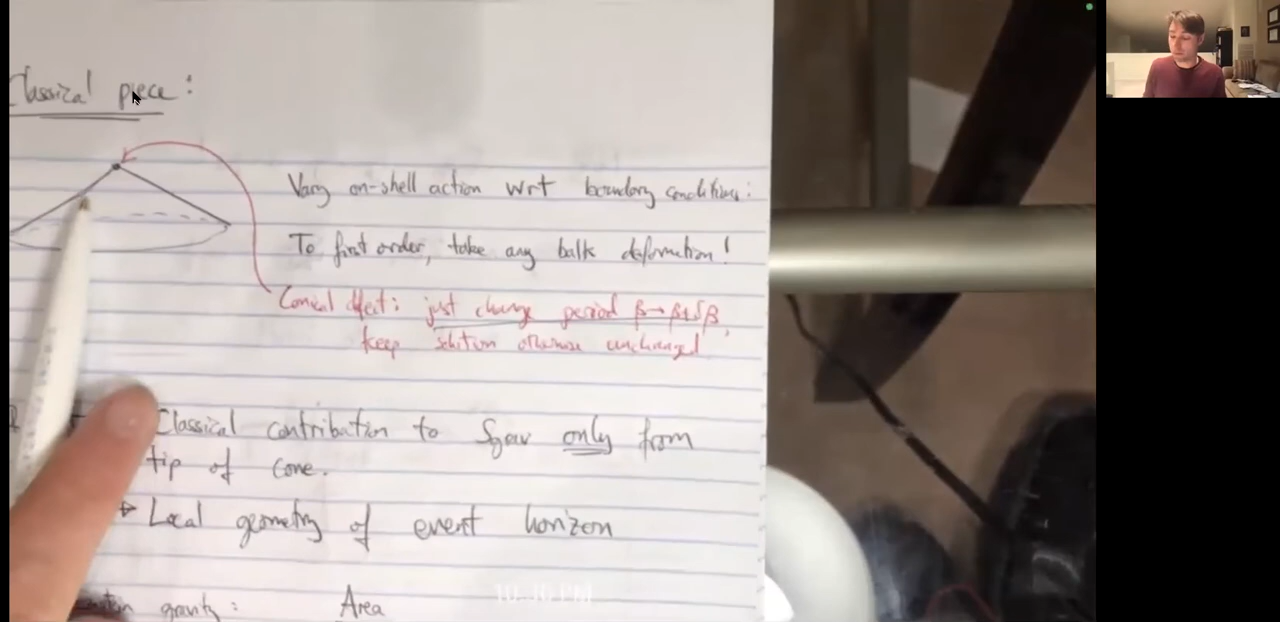 Classical piece:
Vary on-shell action wrt boundary conditions:
To first order, take any bulk deformation!
Conical defect: just change period β→β+δβ,
keep solution otherwise unchanged
Classical contribution to Sgrav only from
tip of cone.
→ Local geometry of event horizon
gravity: Area